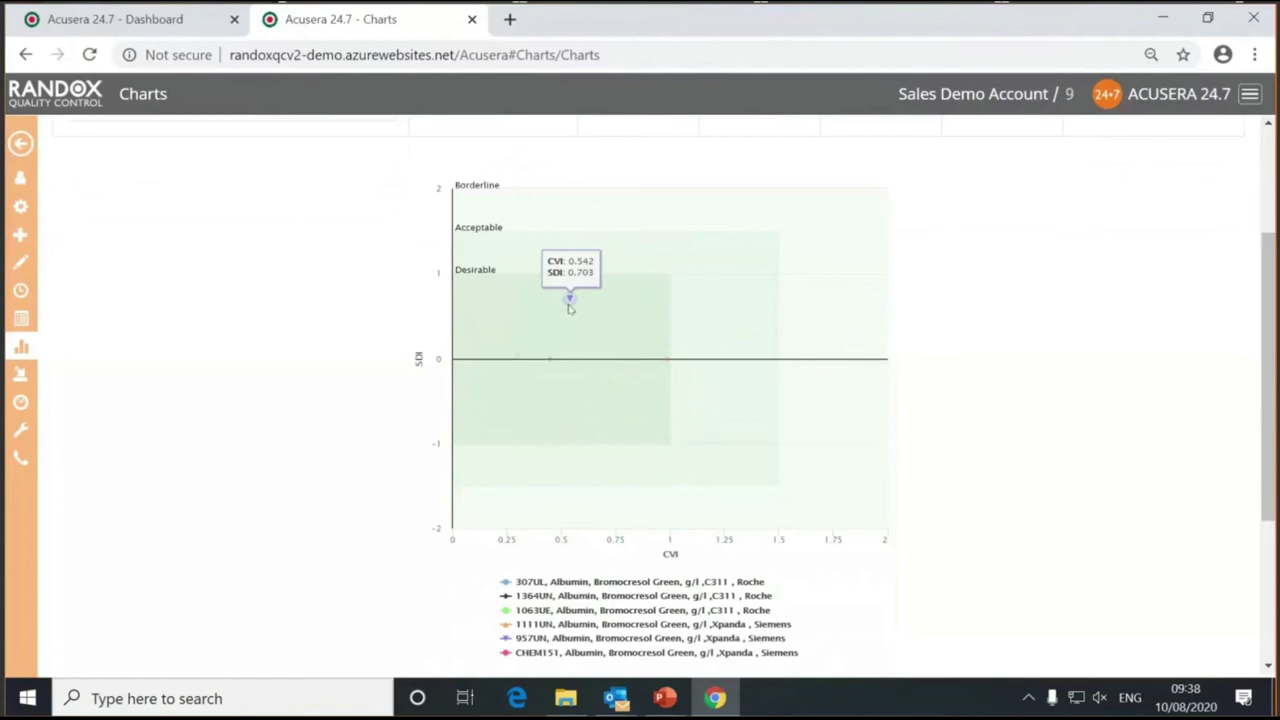 Acusera 24.7 - Dashboard
Acusera 24.7 - Charts
Not secure
randoxqcv2-demo.azurewebsites.net/Acusera#Charts/Charts
RANDOX
QUALITY CONTROL
Charts
Sales Demo Account / 9
24•7
ACUSERA 24.7
2
Borderline
Acceptable
CVI: 0.542
SDI: 0.703
1
Desirable
SDI
0
-1
-2
0 0.25 0.5 0.75 1 1.25 1.5 1.75 2
CVI
307UL, Albumin, Bromocresol Green, g/l ,C311 , Roche
1364UN, Albumin, Bromocresol Green, g/l ,C311 , Roche
1063UE, Albumin, Bromocresol Green, g/l ,C311 , Roche
1111UN, Albumin, Bromocresol Green, g/l ,Xpanda , Siemens
957UN, Albumin, Bromocresol Green, g/l ,Xpanda , Siemens
CHEM151, Albumin, Bromocresol Green, g/l ,Xpanda , Siemens
Type here to search
ENG
09:38
10/08/2020